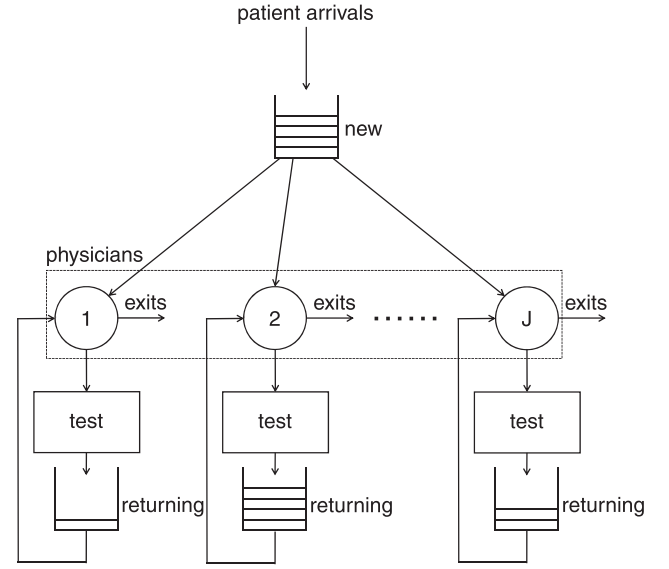 patient arrivals
new
physicians
1
exits
2
exits
......
J
exits
test
test
test
returning
returning
returning